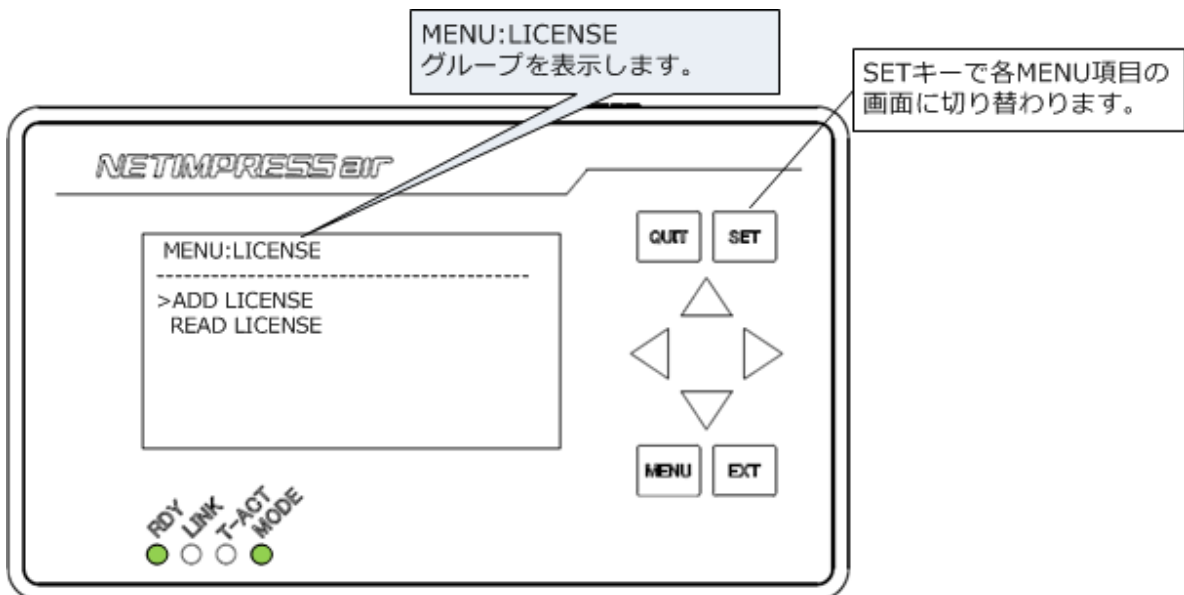 MENU:LICENSE
グループを表示します。
SETキーで各MENU項目の
画面に切り替わります。
NETIMPRESS air
MENU:LICENSE
----------------------------------------
>ADD LICENSE
READ LICENSE
QUIT
SET
MENU
EXT
RDY
LINK
T-ACT
MODE